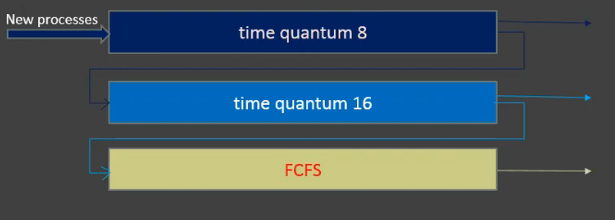 New processes
time quantum 8
time quantum 16
FCFS